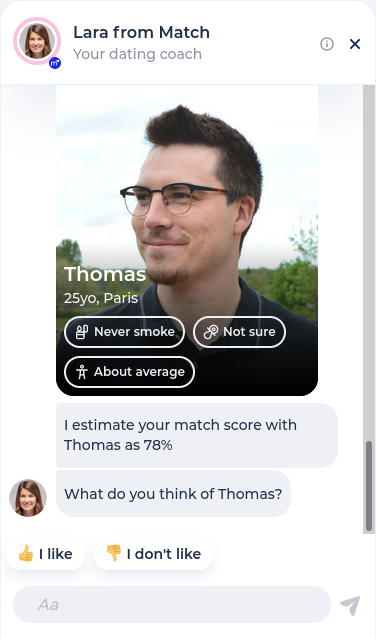 Lara from Match
Your dating coach
Thomas
25yo, Paris
Never smoke
Not sure
About average
I estimate your match score with
Thomas as 78%
What do you think of Thomas?
👍 I like
👎 I don't like
Aa